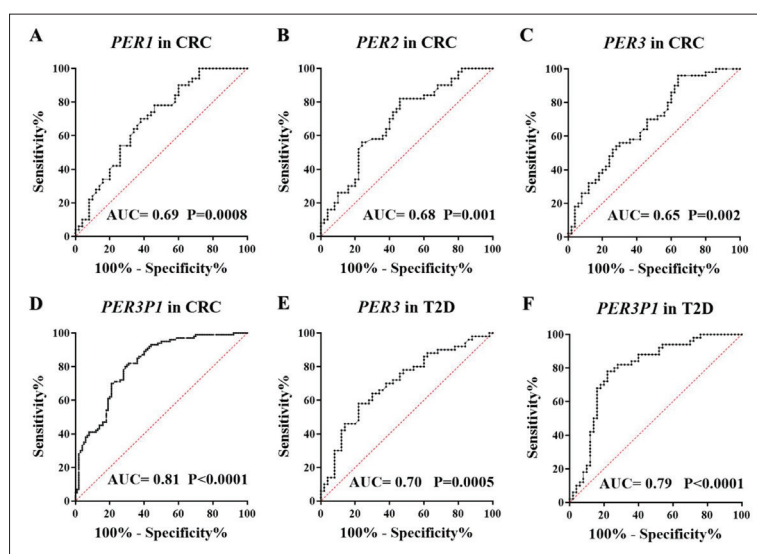 A PER1 in CRC
B PER2 in CRC
C PER3 in CRC
Sensitivity%
100
80
60
40
20
0
AUC= 0.69 P=0.0008
0 20 40 60 80 100
100% - Specificity%
Sensitivity%
100
80
60
40
20
0
AUC= 0.68 P=0.001
0 20 40 60 80 100
100% - Specificity%
Sensitivity%
100
80
60
40
20
0
AUC= 0.65 P=0.002
0 20 40 60 80 100
100% - Specificity%
D PER3P1 in CRC
E PER3 in T2D
F PER3P1 in T2D
Sensitivity%
100
80
60
40
20
0
AUC= 0.81 P<0.0001
0 20 40 60 80 100
100% - Specificity%
Sensitivity%
100
80
60
40
20
0
AUC= 0.70 P=0.0005
0 20 40 60 80 100
100% - Specificity%
Sensitivity%
100
80
60
40
20
0
AUC= 0.79 P<0.0001
0 20 40 60 80 100
100% - Specificity%